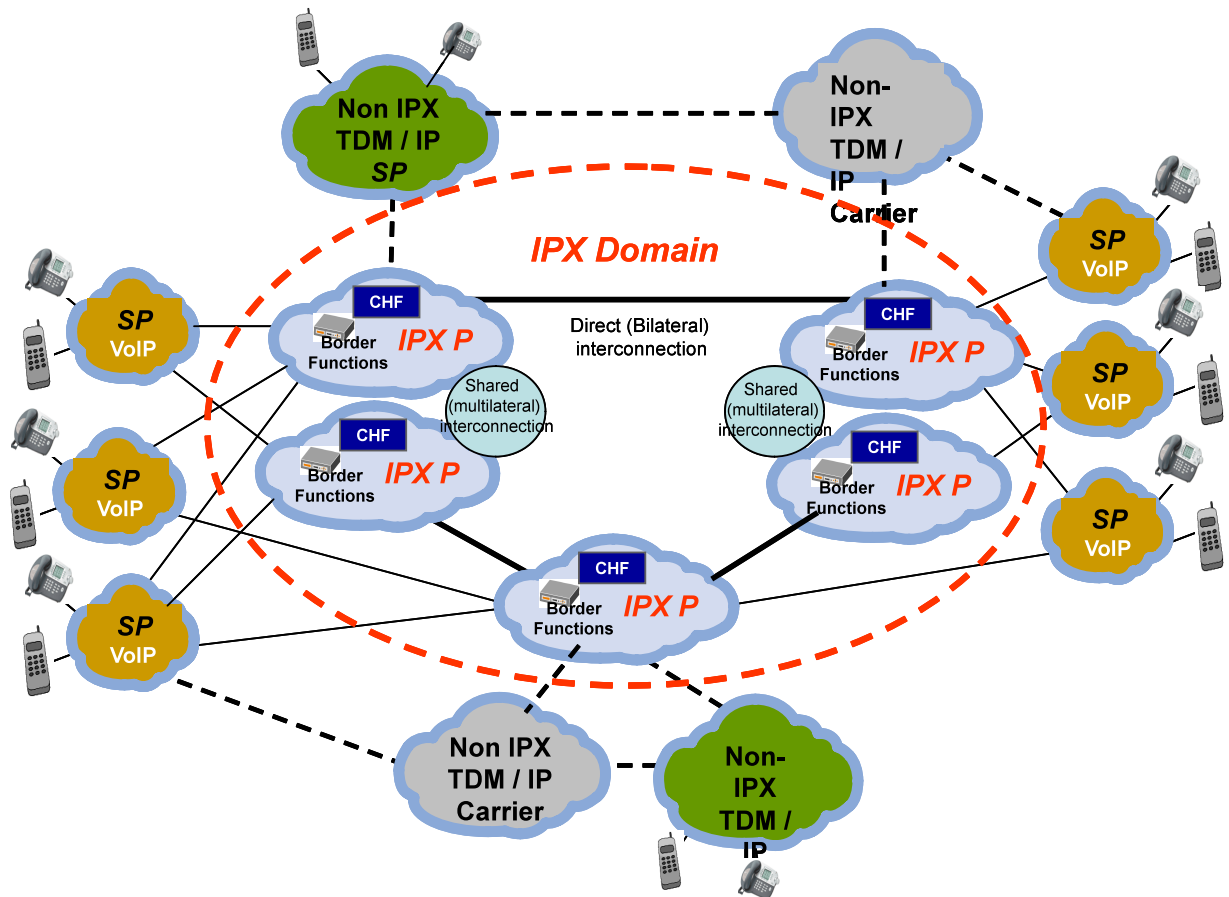 Non IPX
TDM / IP
SP
Non-
IPX
TDM /
IP
Carrier
IPX Domain
SP
VoIP
SP
VoIP
CHF
IPX P
Border
Functions
Direct (Bilateral)
interconnection
CHF
IPX P
Border
Functions
Shared
(multilateral)
interconnection
Shared
(multilateral)
interconnection
SP
VoIP
CHF
IPX P
Border
Functions
CHF
IPX P
Border
Functions
SP
VoIP
SP
VoIP
CHF
IPX P
Border
Functions
SP
VoIP
Non IPX
TDM / IP
Carrier
Non-
IPX
TDM /
IP